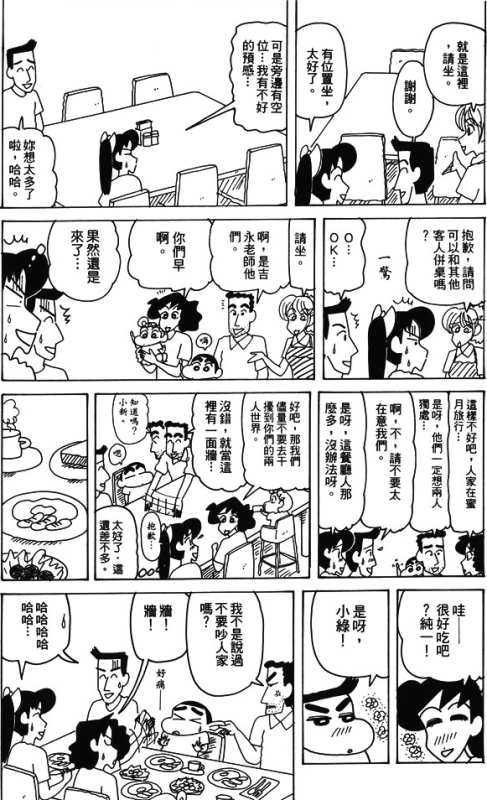 就是這裡
，請坐。
謝謝。
有位置坐，
太好了。
可是旁邊有空
位…我有不好
的預感…
妳想太多了
啦，哈哈。
抱歉，請問
可以和其他
客人併桌嗎
？
一驚
O…
OK…
請坐。
啊，是吉
永老師他
們。
嗨
你們早
啊。
果然還是
來了…
這樣不好吧，人家在蜜
月旅行…
是呀，他們一定想兩人
獨處…
啊，不，請不要太
在意我們。
是呀，這餐廳人那
麼多，沒辦法呀。
好吧，那我們
儘量不要去干
擾到你們的兩
人世界。
沒錯，就當這
裡有一面牆…
知道嗎？
小新。
抱歉…
太好了，這
還差不多。
哇——
很好吃吧
？純一！
是呀，
小綠！
我不是說過
不要吵人家
嗎？
牆！
牆！
好痛——
哈哈哈哈
哈哈…